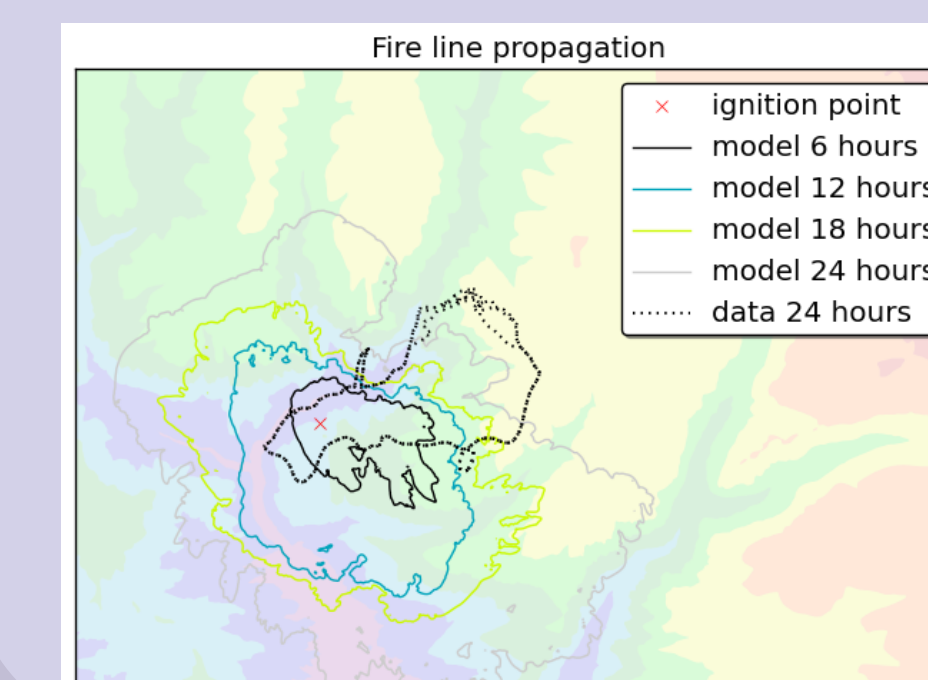 Fire line propagation
ignition point
model 6 hours
model 12 hours
model 18 hours
model 24 hours
data 24 hours